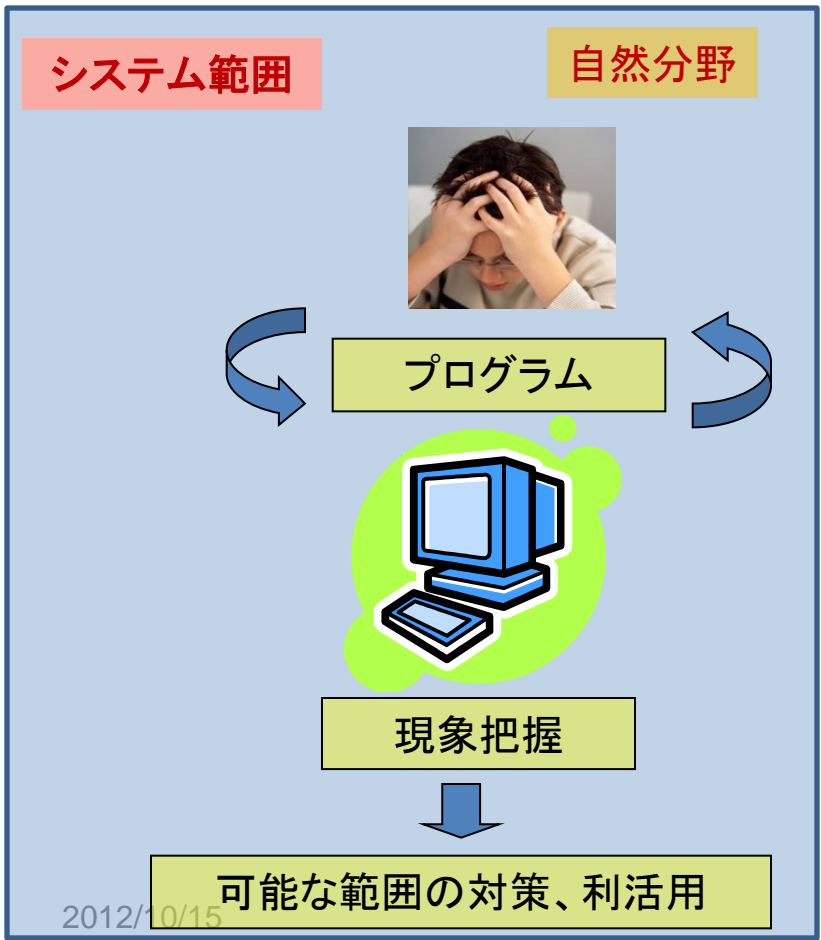 システム範囲
自然分野
プログラム
現象把握
可能な範囲の対策、利活用
2012/10/15